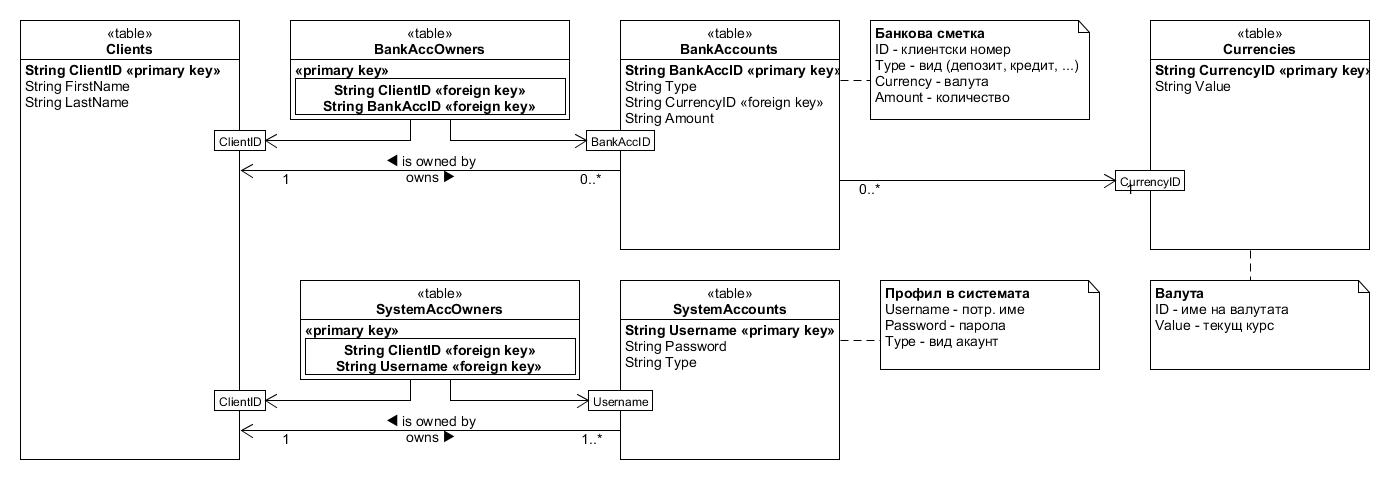 «table»
Clients
String ClientID «primary key»
String FirstName
String LastName
«table»
BankAccOwners
«primary key»
String ClientID «foreign key»
String BankAccID «foreign key»
«table»
BankAccounts
String BankAccID «primary key»
String Type
String CurrencyID «foreign key»
String Amount
Банкова сметка
ID - клиентски номер
Type - вид (депозит, кредит, ...)
Currency - валута
Amount - количество
«table»
Currencies
String CurrencyID «primary key»
String Value
ClientID
BankAccID
◀ is owned by
owns ▶
1
0..*
0..*
CurrencyID
1
«table»
SystemAccOwners
«primary key»
String ClientID «foreign key»
String Username «foreign key»
«table»
SystemAccounts
String Username «primary key»
String Password
String Type
Профил в системата
Username - потр. име
Password - парола
Type - вид акаунт
Валута
ID - име на валутата
Value - текущ курс
ClientID
Username
◀ is owned by
owns ▶
1
1..*